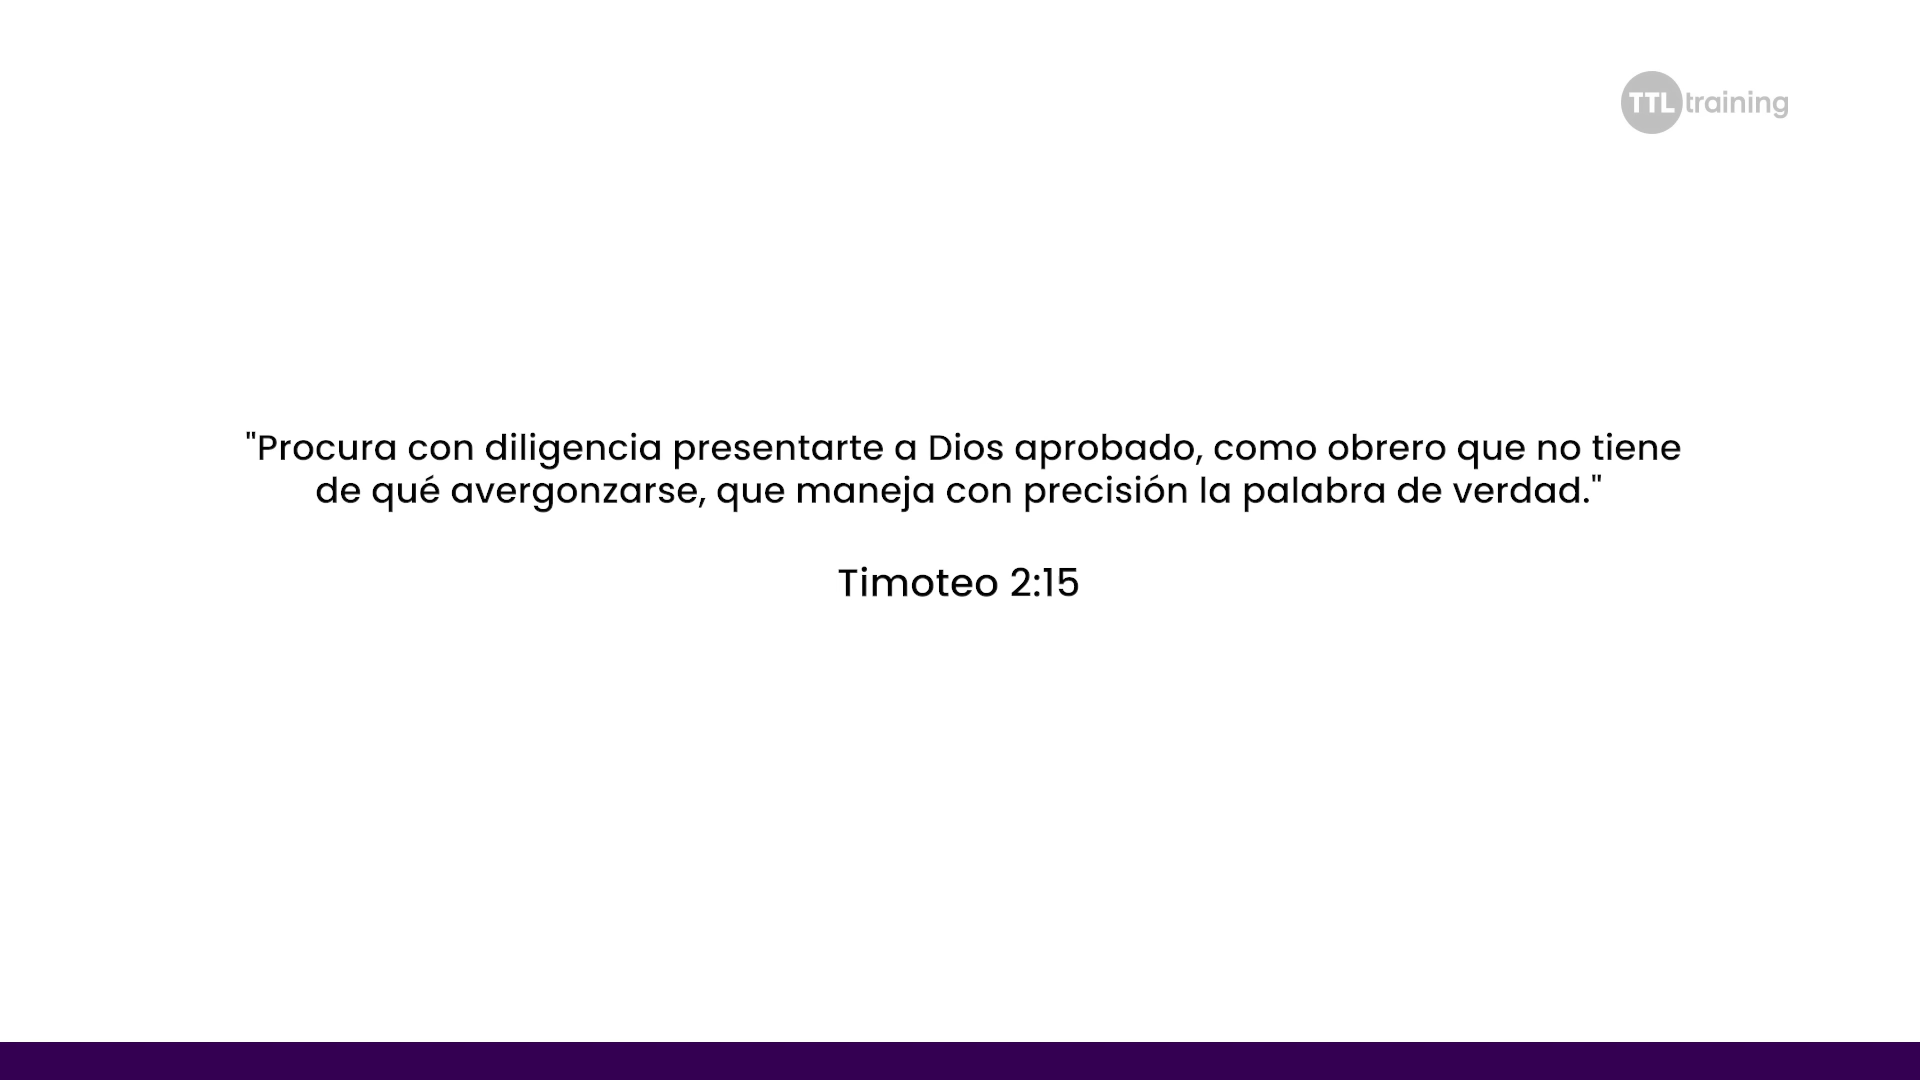 TTL training
"Procura con diligencia presentarte a Dios aprobado, como obrero que no tiene
de qué avergonzarse, que maneja con precisión la palabra de verdad."
Timoteo 2:15